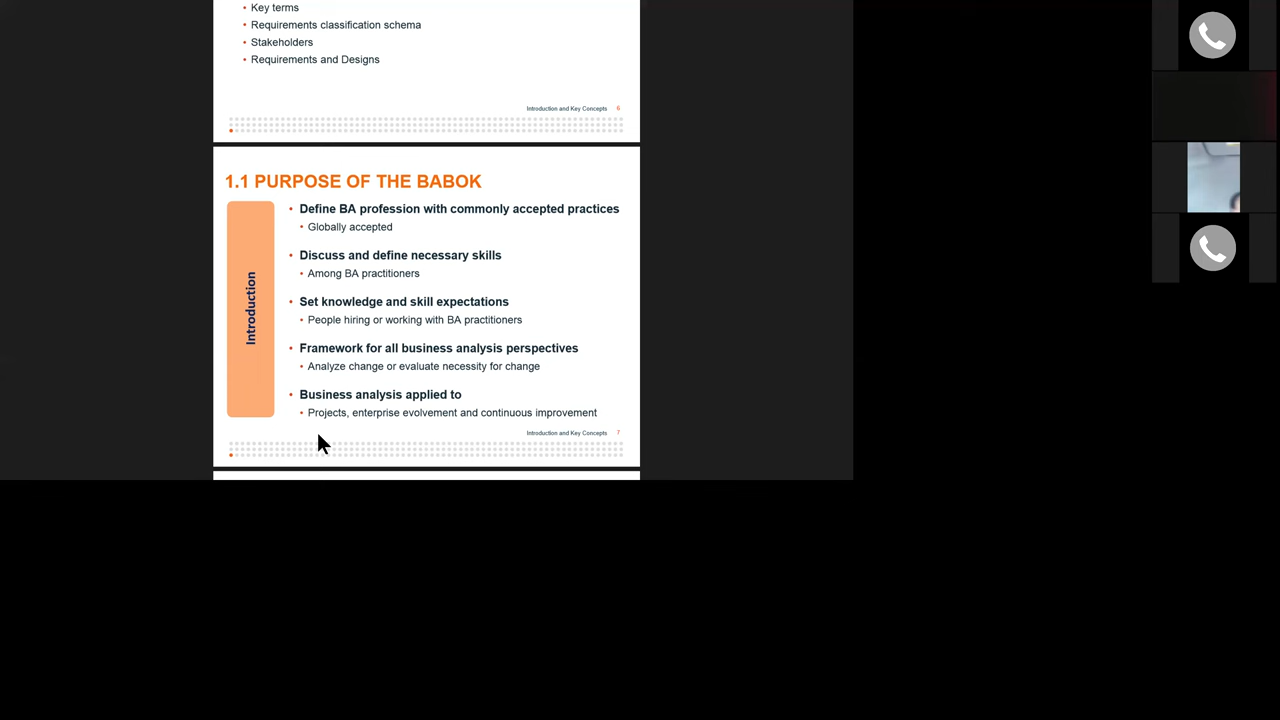 • Key terms
• Requirements classification schema
• Stakeholders
• Requirements and Designs
Introduction and Key Concepts 6
1.1 PURPOSE OF THE BABOK
Introduction
• Define BA profession with commonly accepted practices
• Globally accepted
• Discuss and define necessary skills
• Among BA practitioners
• Set knowledge and skill expectations
• People hiring or working with BA practitioners
• Framework for all business analysis perspectives
• Analyze change or evaluate necessity for change
• Business analysis applied to
• Projects, enterprise evolvement and continuous improvement
Introduction and Key Concepts 7